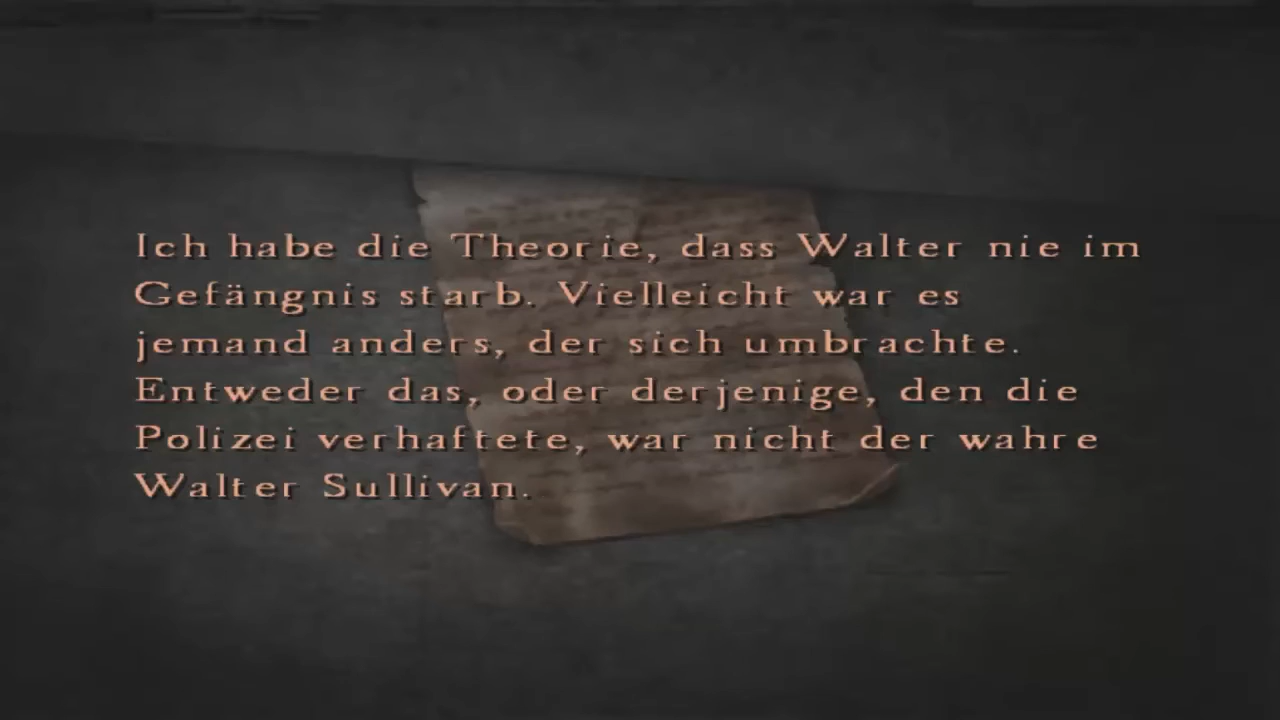 Ich habe die Theorie, dass Walter nie im
Gefängnis starb. Vielleicht war es
jemand anders, der sich umbrachte.
Entweder das, oder derjenige, den die
Polizei verhaftete, war nicht der wahre
Walter Sullivan.